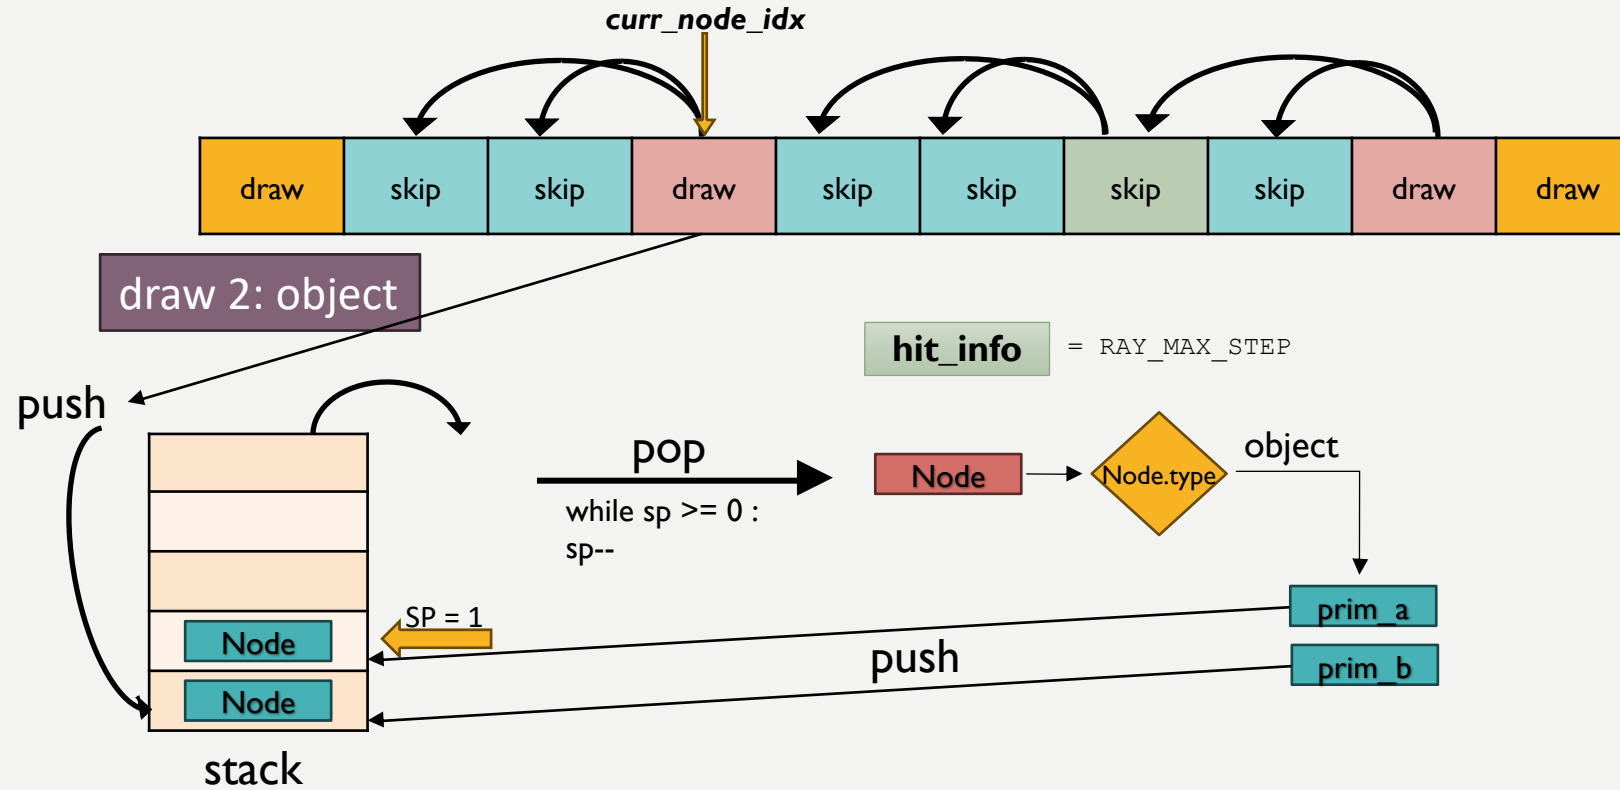 curr_node_idx
draw skip skip draw skip skip skip skip draw draw
draw 2: object
hit_info = RAY_MAX_STEP
push
pop
while sp >= 0 :
sp--
Node
Node.type
object
SP = 1
Node
Node
push
prim_a
prim_b
stack